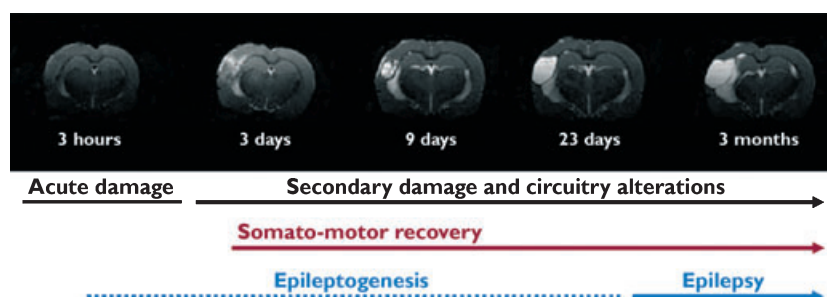 3 hours
3 days
9 days
23 days
3 months
Acute damage
Secondary damage and circuitry alterations
Somato-motor recovery
Epileptogenesis
Epilepsy